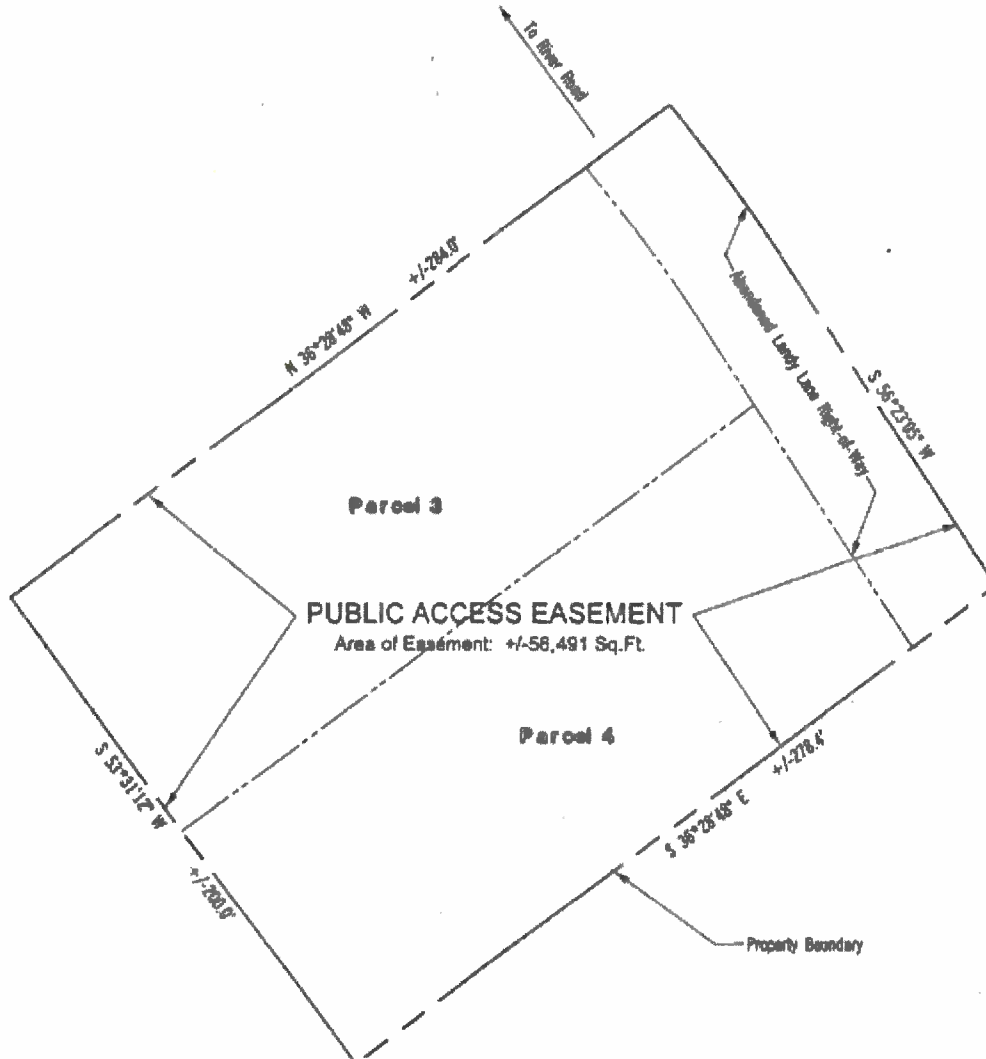 To River Road
+/-284.0'
N 36°28'48" W
Abandoned Landy Lane Right-of-Way
S 56°23'05" W
Parcel 3
PUBLIC ACCESS EASEMENT
Area of Easement: +/-56,491 Sq.Ft.
Parcel 4
S 53°31'12" W
+/-200.0'
+/-278.4'
S 36°28'48" E
Property Boundary